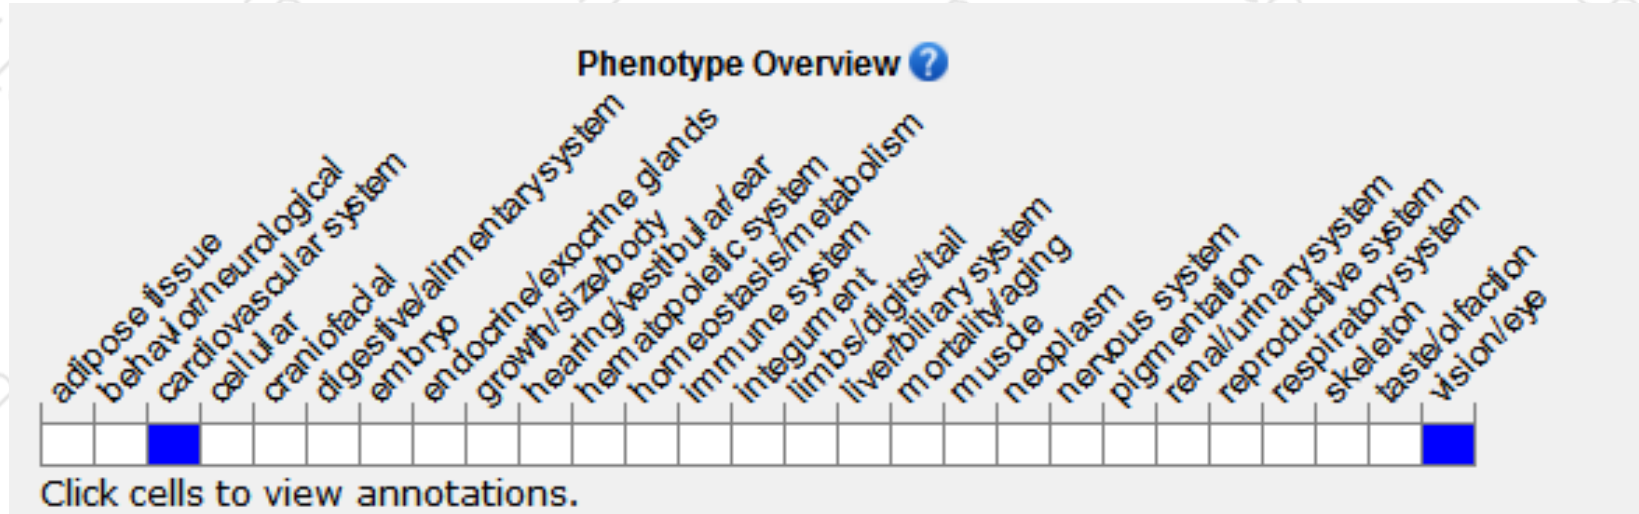 Phenotype Overview ?
adipose tissue
behavior/neurological
cardiovascular system
cellular
craniofacial
digestive/alimentary system
embryo
endocrine/exocrine glands
growth/size/body
hearing/vestibular/ear
hematopoietic system
homeostasis/metabolism
immune system
integument
limbs/digits/tail
liver/biliary system
mortality/aging
muscle
neoplasm
nervous system
pigmentation
renal/urinary system
reproductive system
respiratory system
skeleton
taste/olfaction
vision/eye
Click cells to view annotations.